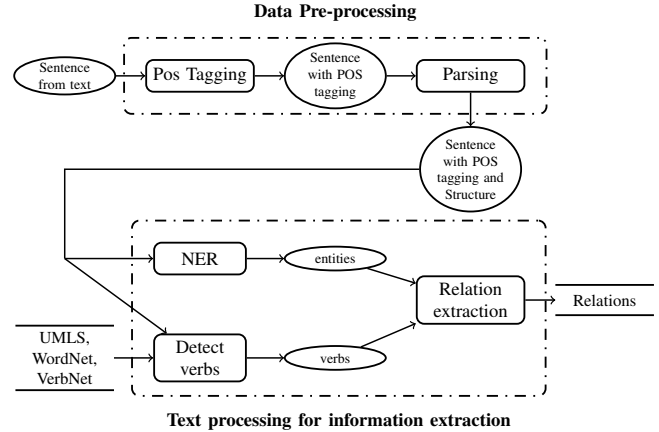 Data Pre-processing
Sentence
from text
Pos Tagging
Sentence
with POS
tagging
Parsing
Sentence
with POS
tagging and
Structure
NER
entities
Relation
extraction
Relations
UMLS,
WordNet,
VerbNet
Detect
verbs
verbs
Text processing for information extraction